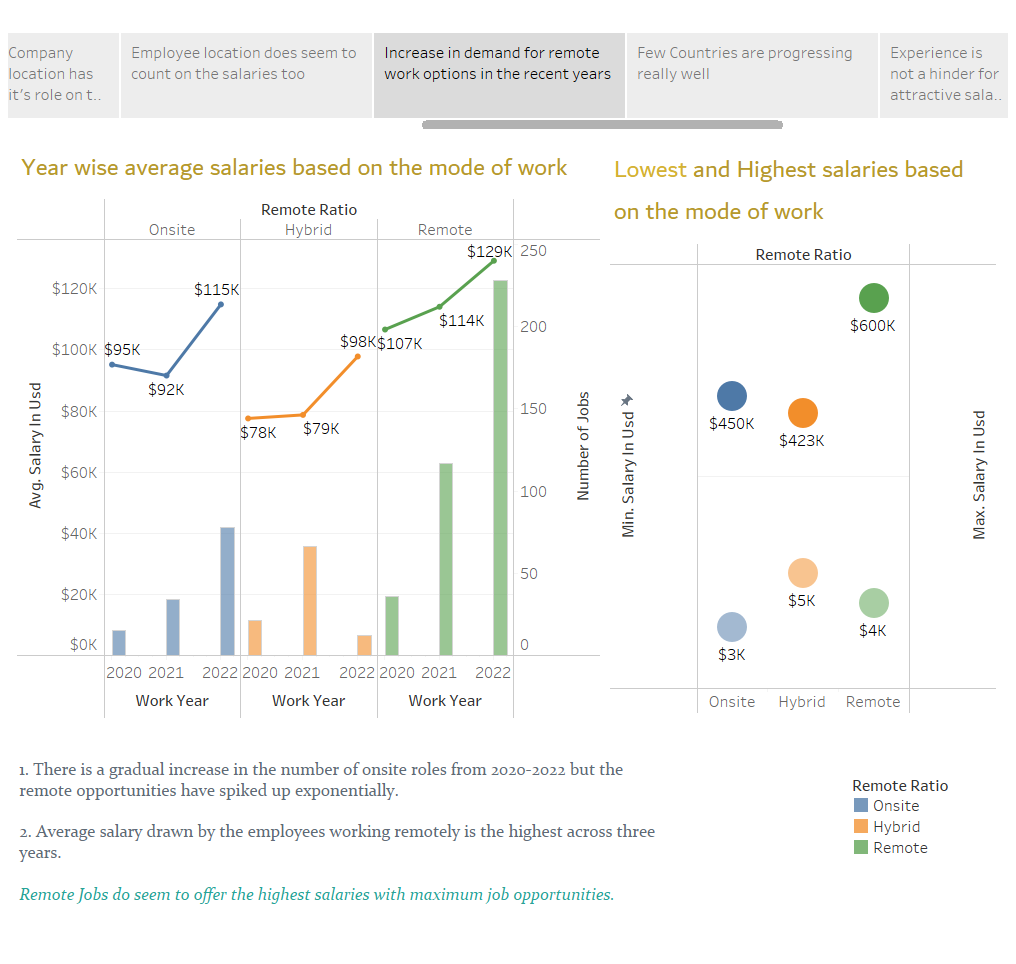 Company
location has
it's role on t..
Employee location does seem to
count on the salaries too
Increase in demand for remote
work options in the recent years
Few Countries are progressing
really well
Experience is
not a hinder for
attractive sala..
Year wise average salaries based on the mode of work
Remote Ratio
Onsite
Hybrid
Remote
Avg. Salary In Usd
$120K
$100K
$80K
$60K
$40K
$20K
$0K
$95K
$92K
$115K
$78K
$79K
$98K
$107K
$114K
$129K
250
200
150
100
50
0
Number of Jobs
2020 2021 2022 2020 2021 2022 2020 2021 2022
Work Year
Work Year
Work Year
Lowest and Highest salaries based
on the mode of work
Remote Ratio
Min. Salary In Usd
$600K
$450K
$423K
$5K
$4K
$3K
Max. Salary In Usd
Onsite
Hybrid
Remote
1. There is a gradual increase in the number of onsite roles from 2020-2022 but the
remote opportunities have spiked up exponentially.
2. Average salary drawn by the employees working remotely is the highest across three
years.
Remote Jobs do seem to offer the highest salaries with maximum job opportunities.
Remote Ratio
Onsite
Hybrid
Remote